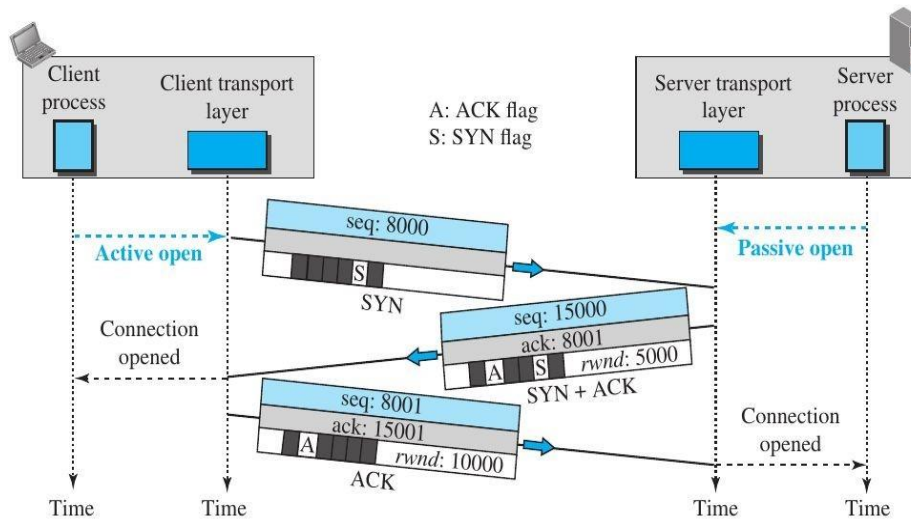 Client
process
Client transport
layer
A: ACK flag
S: SYN flag
Server transport
layer
Server
process
Active open
seq: 8000
S
SYN
Passive open
seq: 15000
ack: 8001
A S rwnd: 5000
SYN + ACK
Connection
opened
seq: 8001
ack: 15001
A rwnd: 10000
ACK
Connection
opened
Time
Time
Time
Time